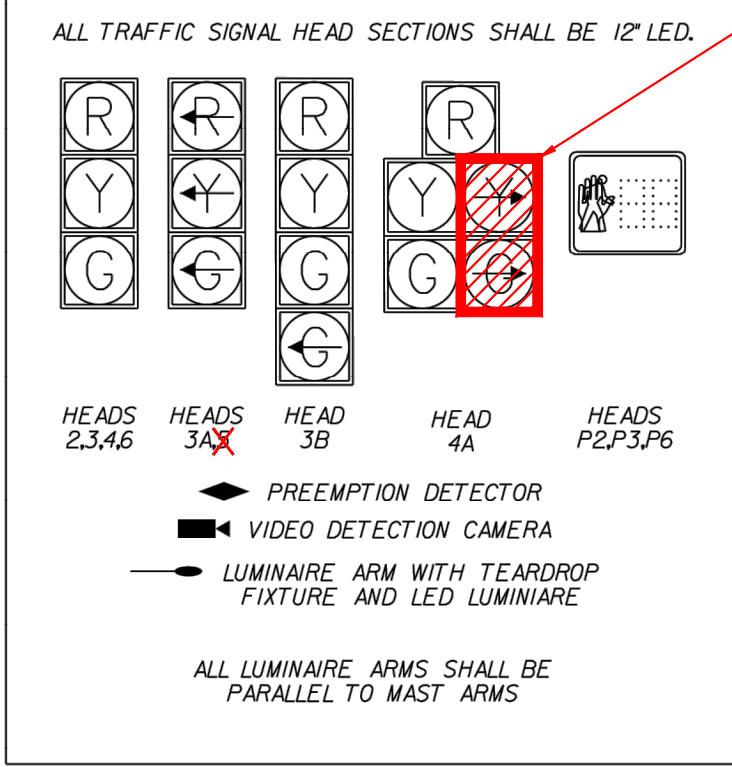 ALL TRAFFIC SIGNAL HEAD SECTIONS SHALL BE 12" LED.
R R R R
Y Y Y Y Y
G G G G G
G
HEADS HEADS HEAD HEAD HEADS
2,3,4,6 3A,5 3B 4A P2,P3,P6
PREEMPTION DETECTOR
VIDEO DETECTION CAMERA
LUMINAIRE ARM WITH TEARDROP
FIXTURE AND LED LUMINIARE
ALL LUMINAIRE ARMS SHALL BE
PARALLEL TO MAST ARMS